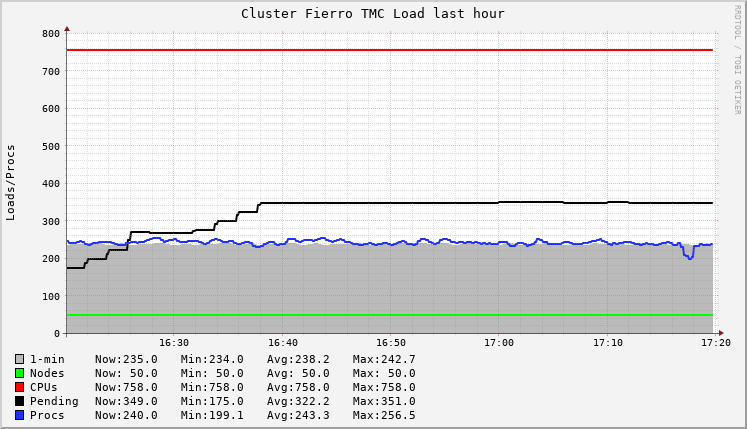 Cluster Fierro TMC Load last hour
RRDTOOL / TOBI OETIKER
Loads/Procs
800
700
600
500
400
300
200
100
0
16:30 16:40 16:50 17:00 17:10 17:20
1-min Now:235.0 Min:234.0 Avg:238.2 Max:242.7
Nodes Now: 50.0 Min: 50.0 Avg: 50.0 Max: 50.0
CPUs Now:758.0 Min:758.0 Avg:758.0 Max:758.0
Pending Now:349.0 Min:175.0 Avg:322.2 Max:351.0
Procs Now:240.0 Min:199.1 Avg:243.3 Max:256.5